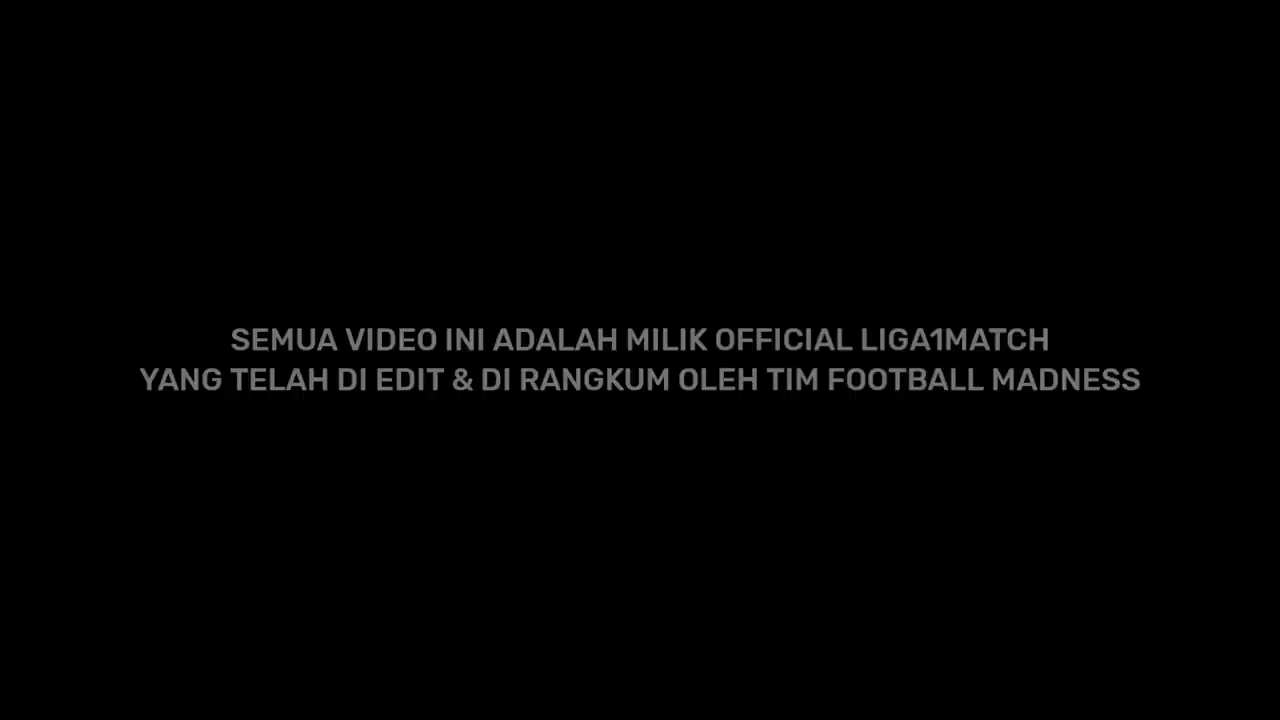 SEMUA VIDEO INI ADALAH MILIK OFFICIAL LIGA1MATCH
YANG TELAH DI EDIT & DI RANGKUM OLEH TIM FOOTBALL MADNESS